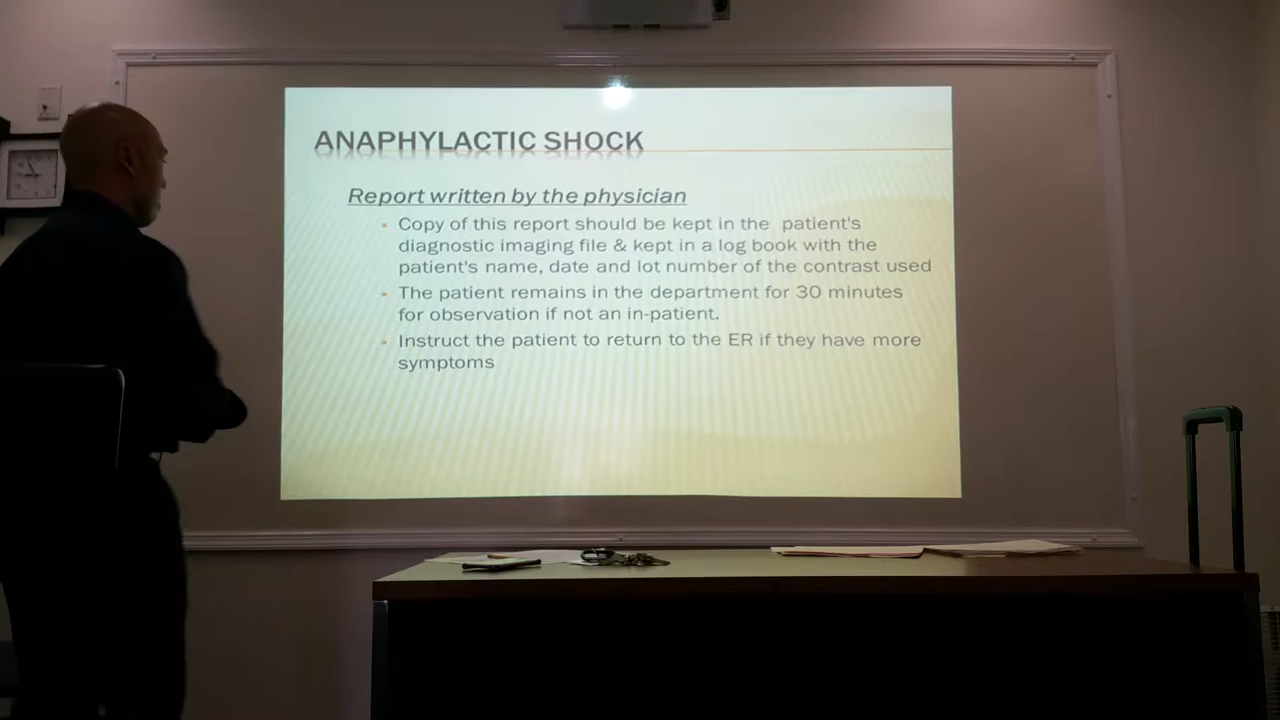 ANAPHYLACTIC SHOCK
Report written by the physician
Copy of this report should be kept in the patient's
diagnostic imaging file & kept in a log book with the
patient's name, date and lot number of the contrast used
The patient remains in the department for 30 minutes
for observation if not an in-patient.
Instruct the patient to return to the ER if they have more
symptoms